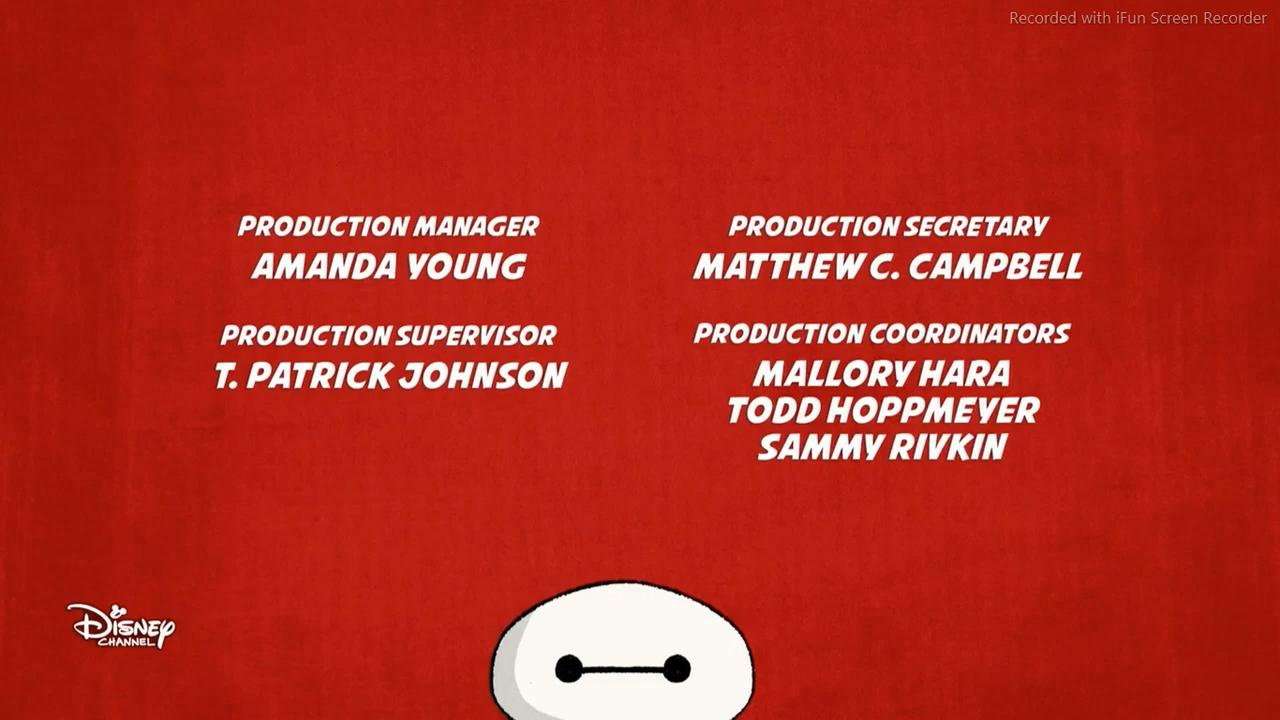 Recorded with iFun Screen Recorder
PRODUCTION MANAGER
AMANDA YOUNG
PRODUCTION SUPERVISOR
T. PATRICK JOHNSON
PRODUCTION SECRETARY
MATTHEW C. CAMPBELL
PRODUCTION COORDINATORS
MALLORY HARA
TODD HOPPMEYER
SAMMY RIVKIN
DISNEY
CHANNEL